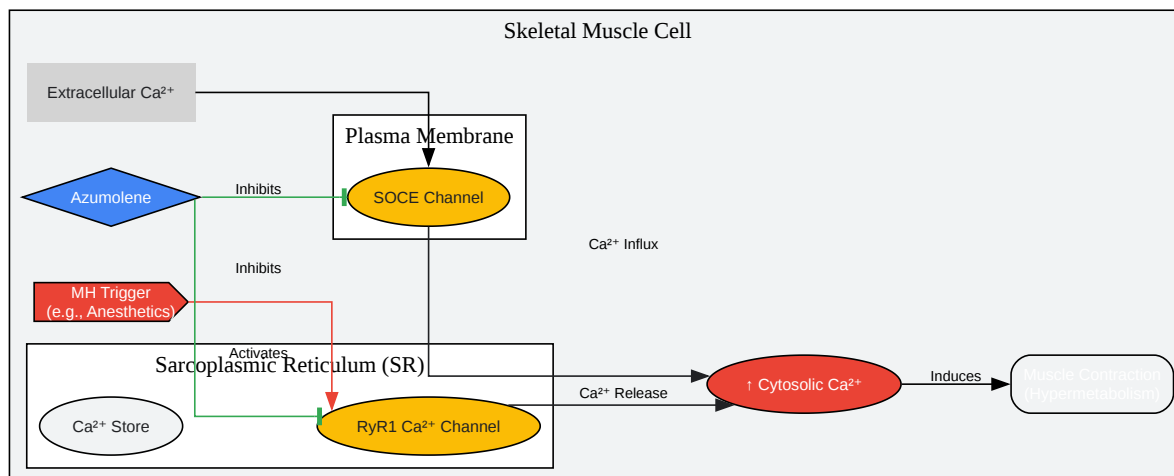 Skeletal Muscle Cell
Extracellular Ca²⁺
Plasma Membrane
Azumolene
Inhibits
SOCE Channel
Ca²⁺ Influx
Inhibits
MH Trigger
(e.g., Anesthetics)
Activates
Sarcoplasmic Reticulum (SR)
Ca²⁺ Store
RyR1 Ca²⁺ Channel
Ca²⁺ Release
↑ Cytosolic Ca²⁺
Induces
Muscle Contraction
(Hypermetabolism)